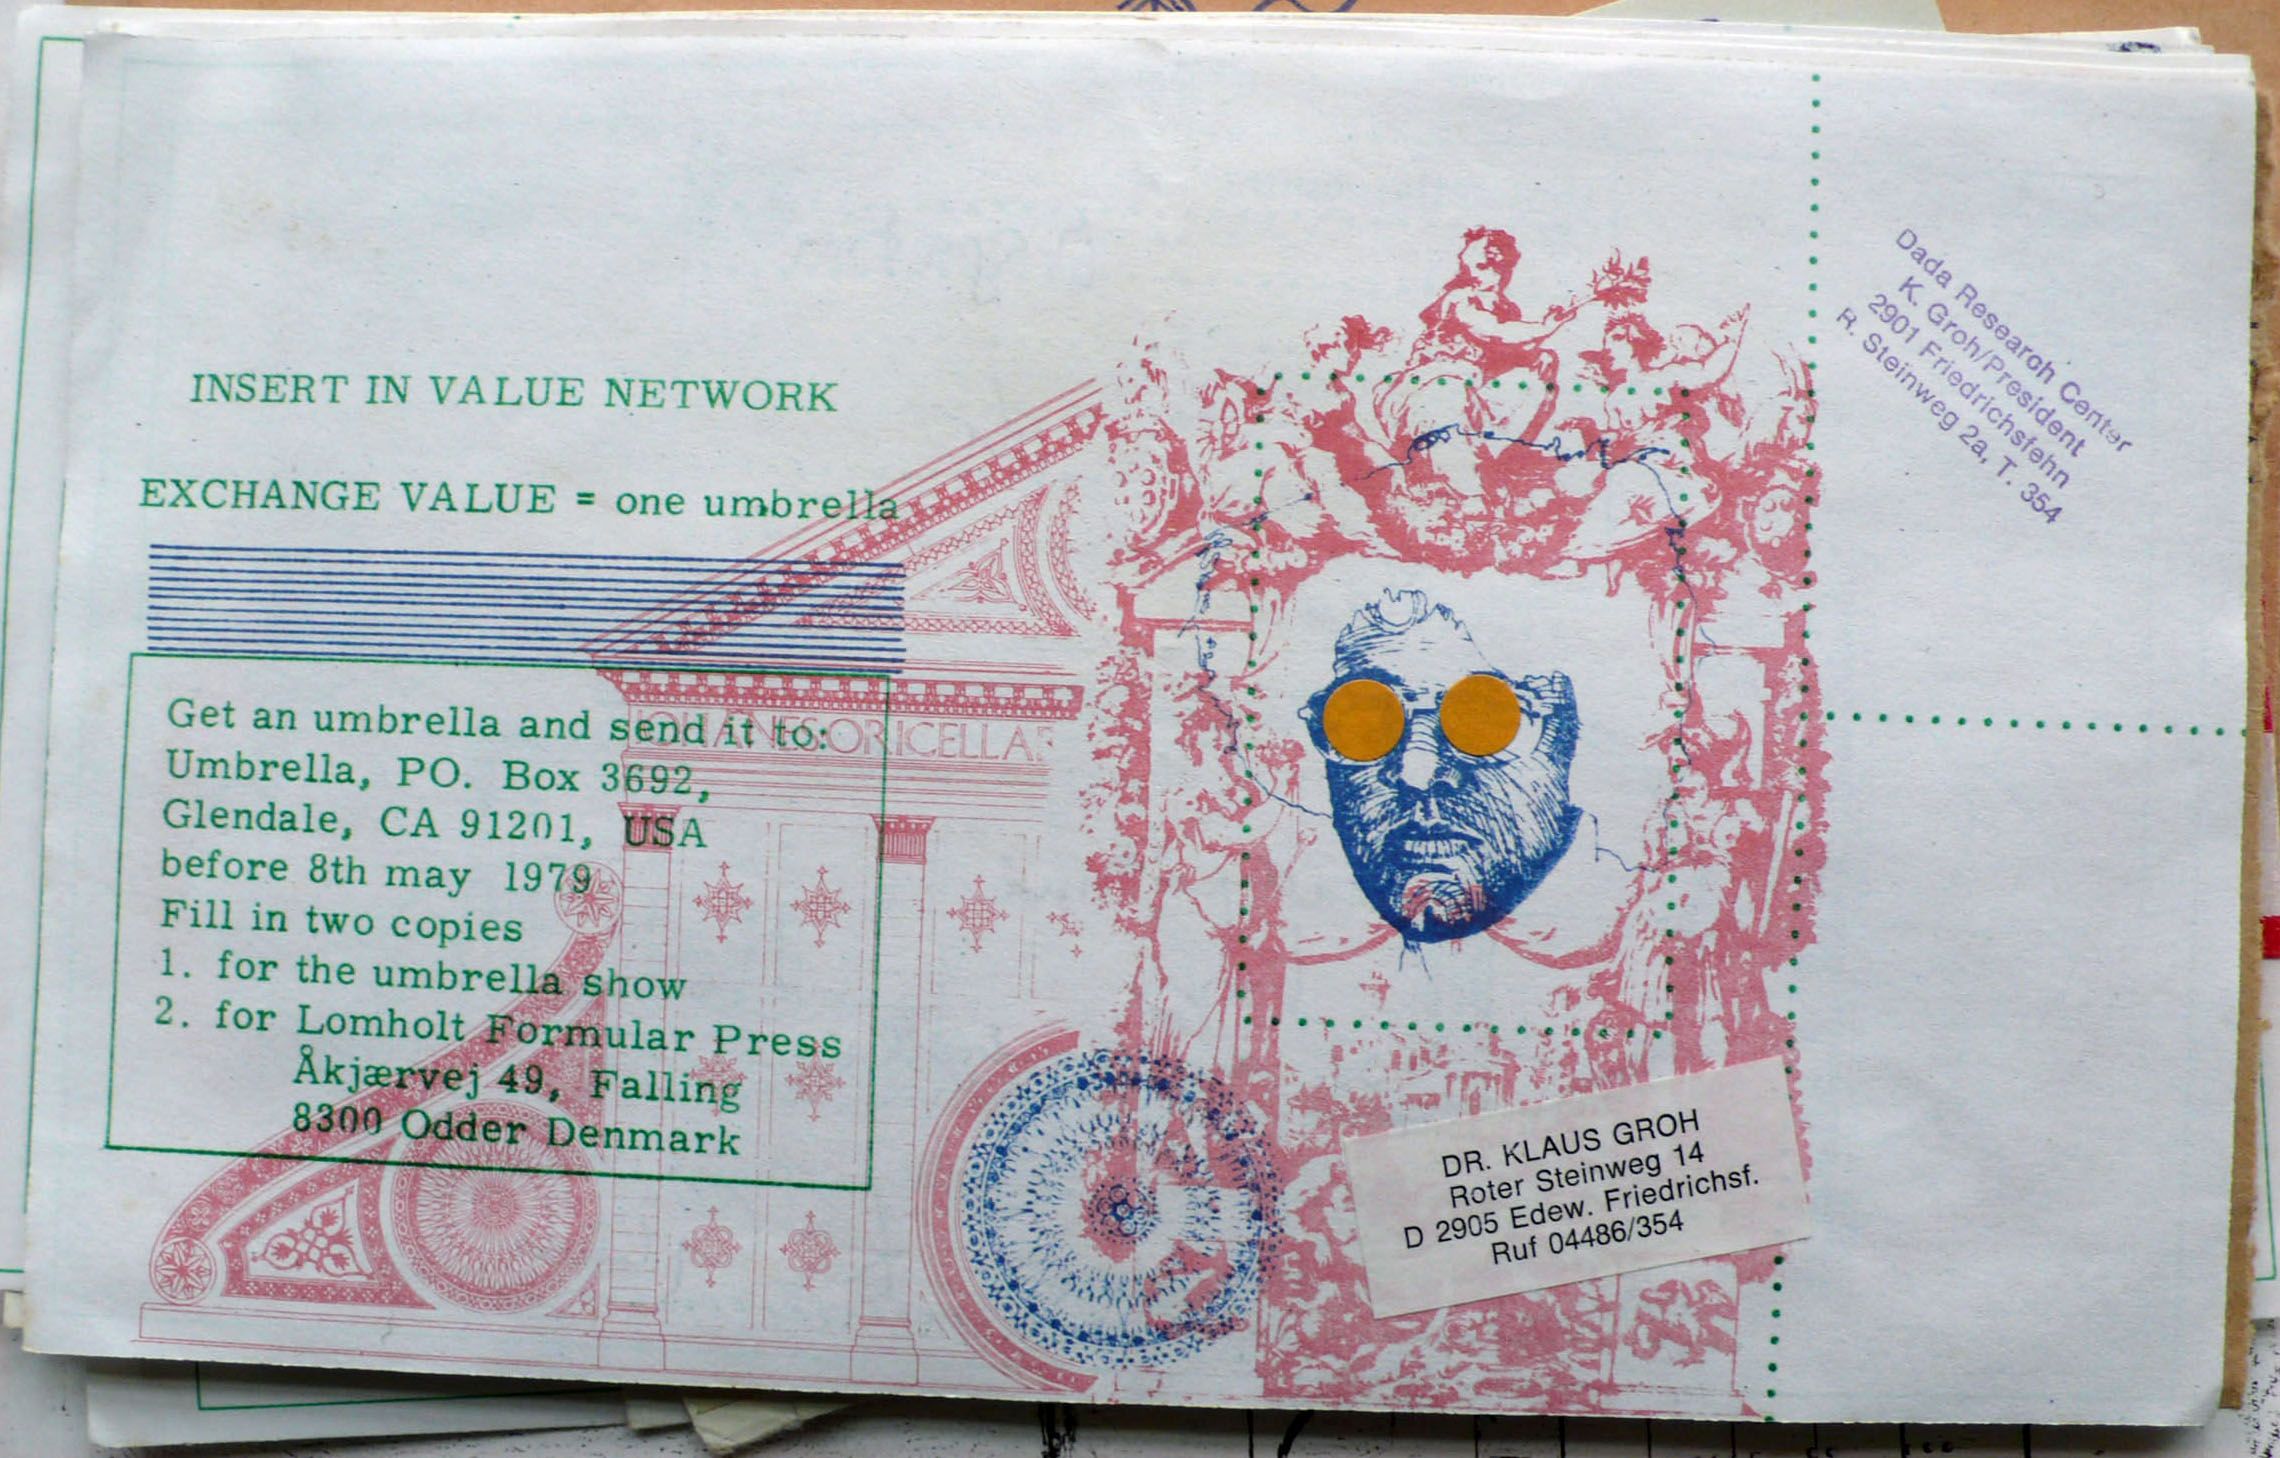 INSERT IN VALUE NETWORK
EXCHANGE VALUE = one umbrella
Get an umbrella and send it to:
Umbrella, PO. Box 3692,
Glendale, CA 91201, USA
before 8th may 1979
Fill in two copies
1. for the umbrella show
2. for Lomholt Formular Press
Åkjærvej 49, Falling
8300 Odder Denmark
Dada Research Center
K. Groh/President
2901 Friedrichsfehn
R. Steinweg 2a, T. 354
DR. KLAUS GROH
Roter Steinweg 14
D 2905 Edew. Friedrichsf.
Ruf 04486/354